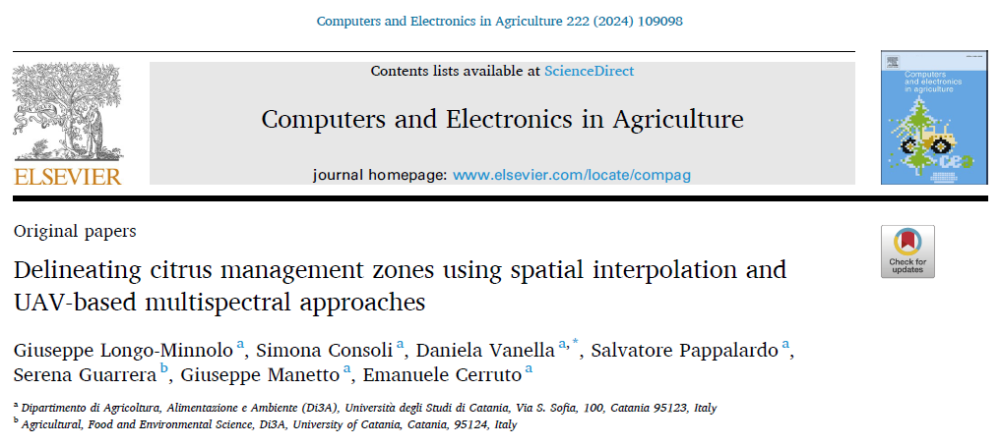 Computers and Electronics in Agriculture 222 (2024) 109098
Contents lists available at ScienceDirect
Computers and Electronics in Agriculture
journal homepage: www.elsevier.com/locate/compag
ELSEVIER
Computers
and electronics
in agriculture
Original papers
Check for
updates
Delineating citrus management zones using spatial interpolation and
UAV-based multispectral approaches
Giuseppe Longo-Minnolo a, Simona Consoli a, Daniela Vanella a,*, Salvatore Pappalardo a,
Serena Guarrera b, Giuseppe Manetto a, Emanuele Cerruto a
a Dipartimento di Agricoltura, Alimentazione e Ambiente (Di3A), Università degli Studi di Catania, Via S. Sofia, 100, Catania 95123, Italy
b Agricultural, Food and Environmental Science, Di3A, University of Catania, Catania, 95124, Italy